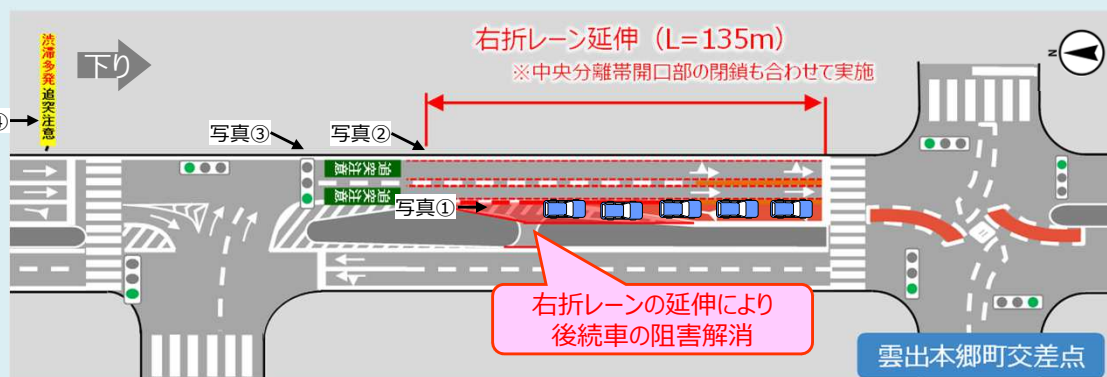 渋滞多発 追突注意
下り
右折レーン延伸（L=135m）
※中央分離帯開口部の閉鎖も合わせて実施
N
④
写真③
写真②
追突注意
追突注意
写真①
右折レーンの延伸により
後続車の阻害解消
雲出本郷町交差点